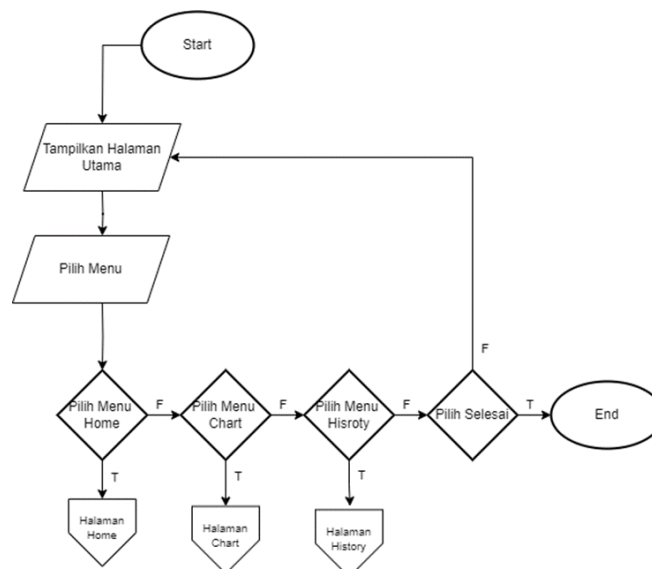 Start
Tampilkan Halaman
Utama
Pilih Menu
F
Pilih Menu
Home
F
Pilih Menu
Chart
F
Pilih Menu
Hisroty
F
Pilih Selesai
T
End
T
T
T
Halaman
Home
Halaman
Chart
Halaman
History